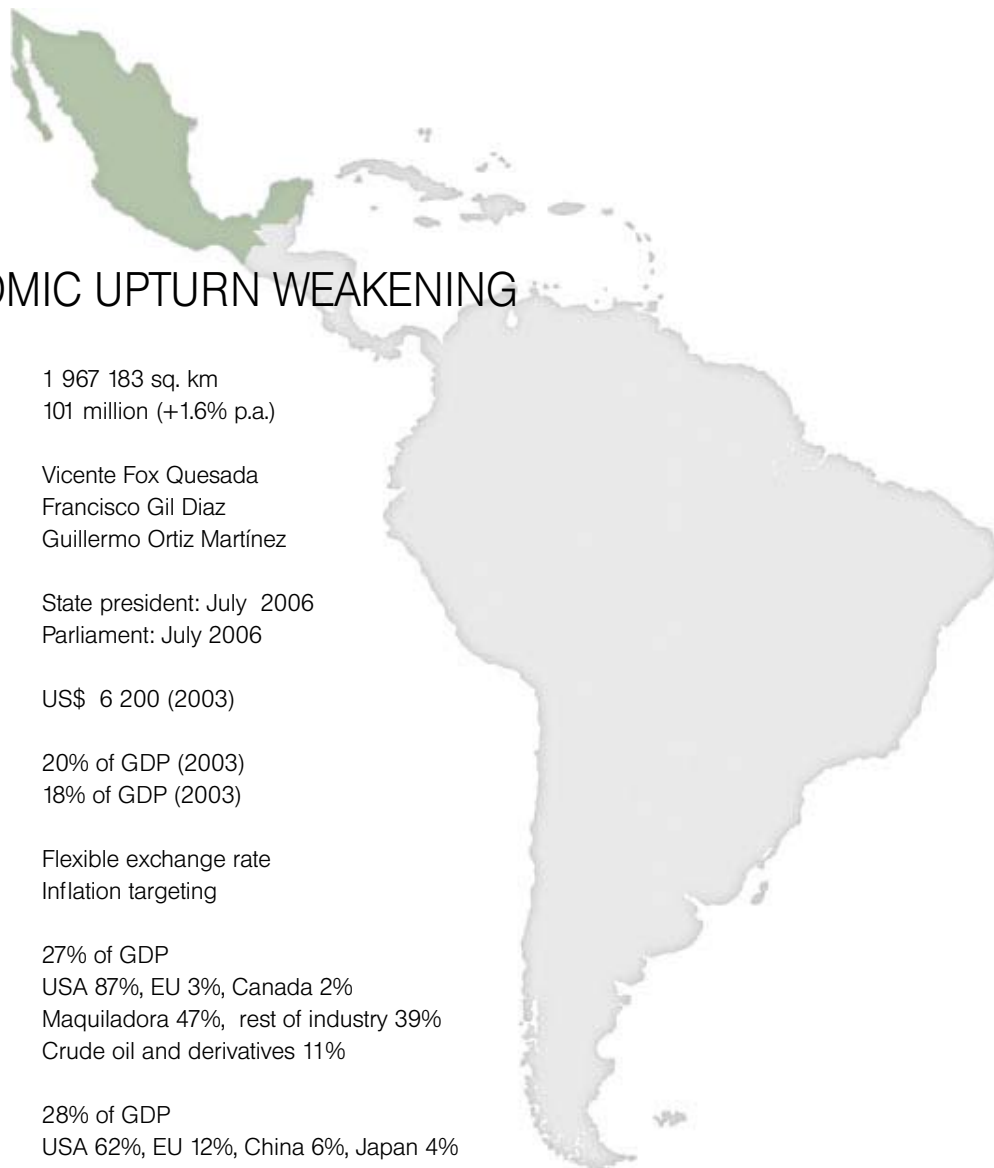 OMIC UPTURN WEAKENING
1 967 183 sq. km
101 million (+1.6% p.a.)
Vicente Fox Quesada
Francisco Gil Diaz
Guillermo Ortiz Martínez
State president: July 2006
Parliament: July 2006
US$ 6 200 (2003)
20% of GDP (2003)
18% of GDP (2003)
Flexible exchange rate
Inflation targeting
27% of GDP
USA 87%, EU 3%, Canada 2%
Maquiladora 47%, rest of industry 39%
Crude oil and derivatives 11%
28% of GDP
USA 62%, EU 12%, China 6%, Japan 4%